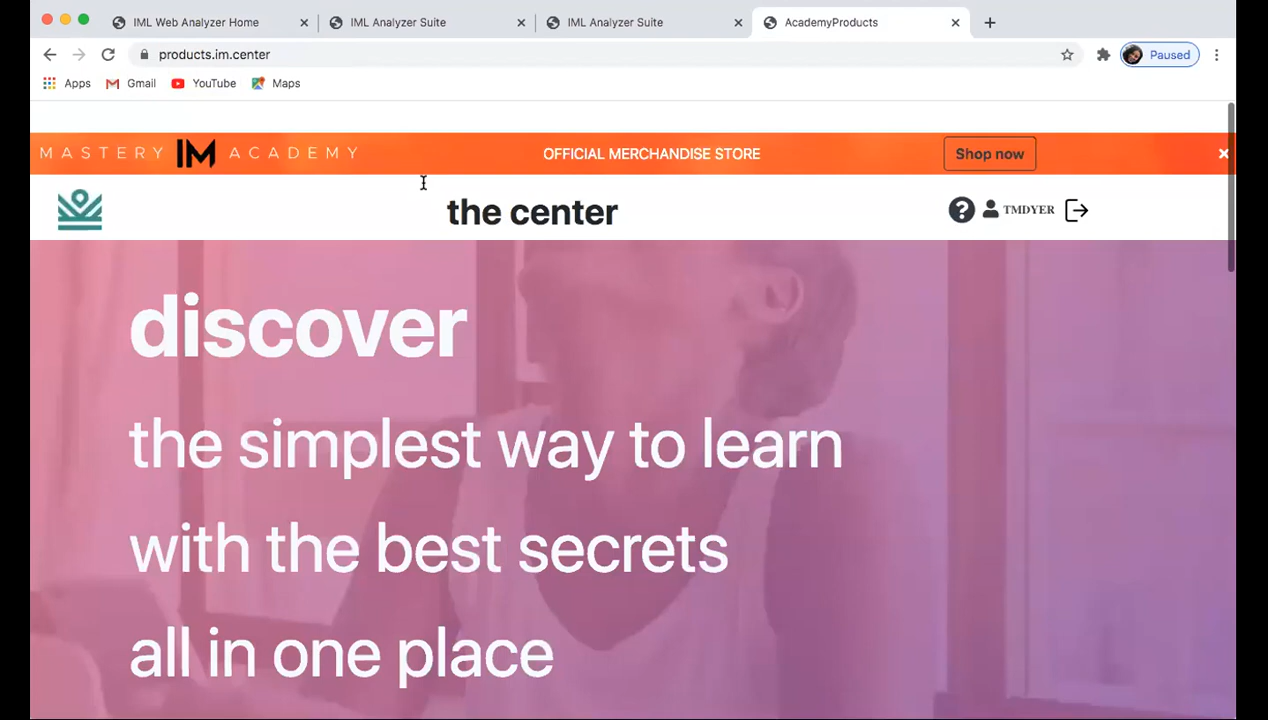 IML Web Analyzer Home
IML Analyzer Suite
IML Analyzer Suite
AcademyProducts
products.im.center
Paused
Apps
Gmail
YouTube
Maps
MASTERY IM ACADEMY
OFFICIAL MERCHANDISE STORE
Shop now
the center
TMDYER
discover
the simplest way to learn
with the best secrets
all in one place